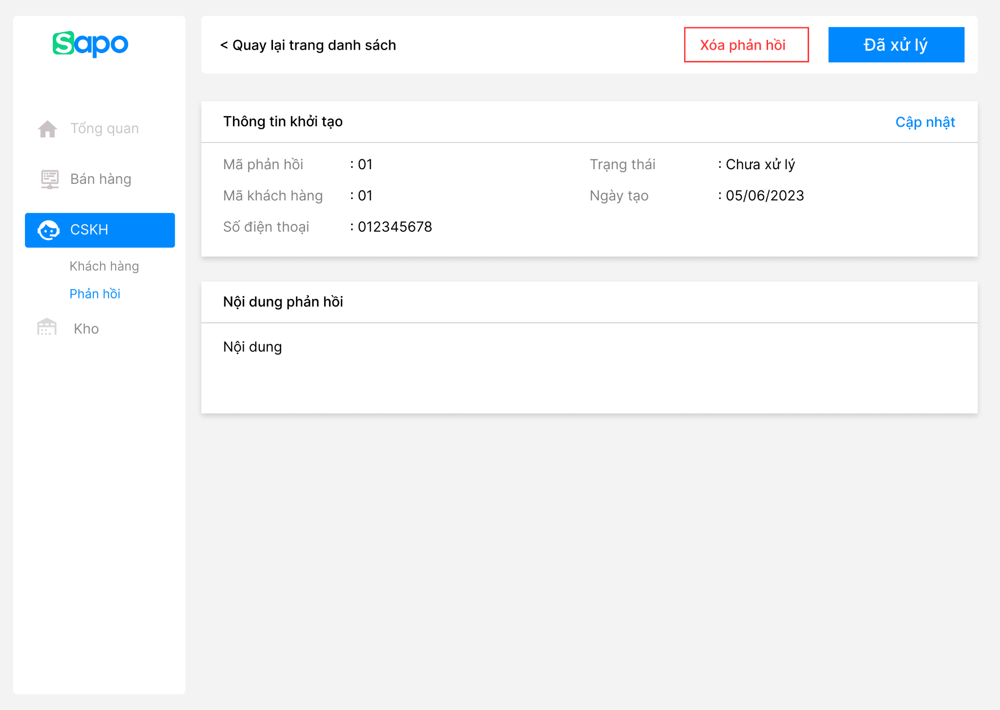 Sapo
Tổng quan
Bán hàng
CSKH
Khách hàng
Phản hồi
Kho
< Quay lại trang danh sách
Xóa phản hồi
Đã xử lý
Thông tin khởi tạo
Cập nhật
Mã phản hồi : 01
Trạng thái : Chưa xử lý
Mã khách hàng : 01
Ngày tạo : 05/06/2023
Số điện thoại : 012345678
Nội dung phản hồi
Nội dung